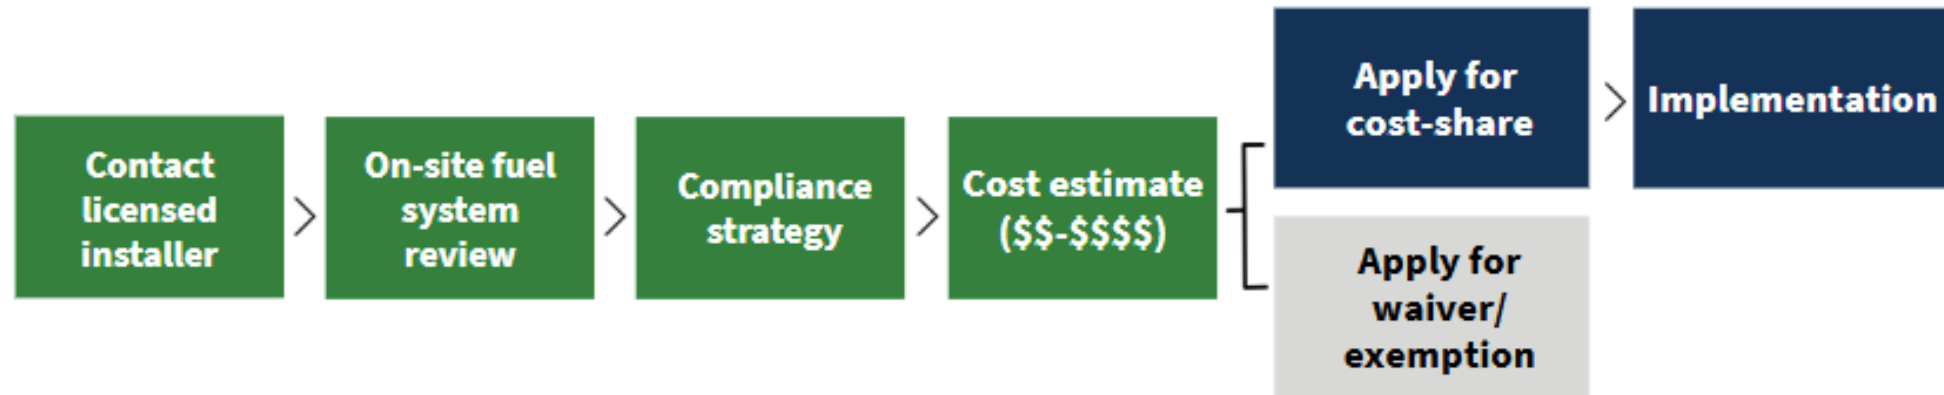 Contact
licensed
installer
On-site fuel
system
review
Compliance
strategy
Cost estimate
($$-$$$$)
Apply for
cost-share
Implementation
Apply for
waiver/
exemption